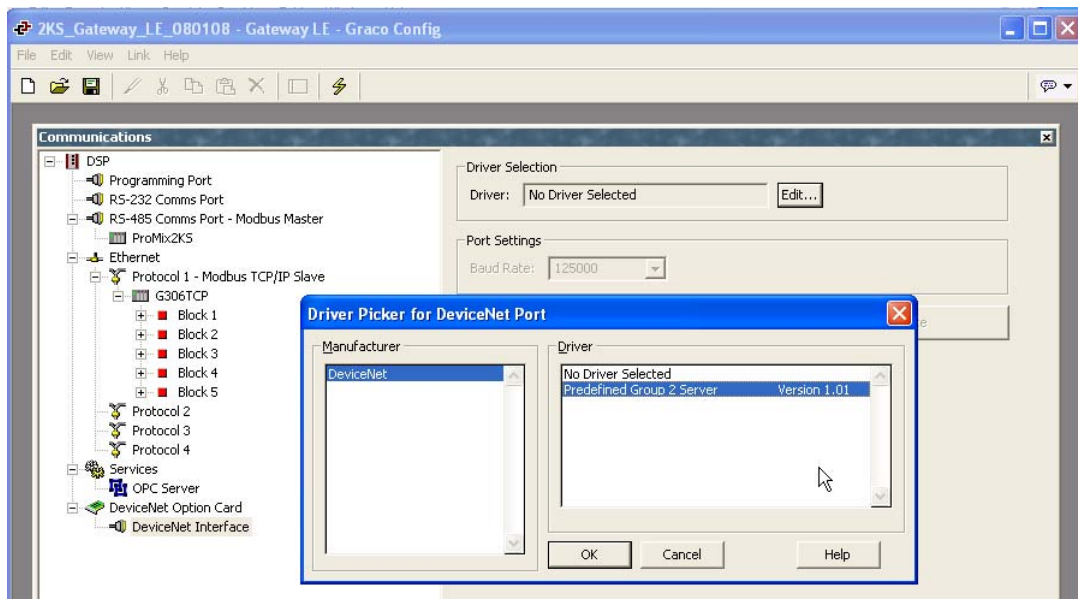 2KS_Gateway_LE_080108 - Gateway LE - Graco Config
File Edit View Link Help
Communications
DSP
Programming Port
RS-232 Comms Port
RS-485 Comms Port - Modbus Master
ProMix2KS
Ethernet
Protocol 1 - Modbus TCP/IP Slave
G306TCP
Block 1
Block 2
Block 3
Block 4
Block 5
Protocol 2
Protocol 3
Protocol 4
Services
OPC Server
DeviceNet Option Card
DeviceNet Interface
Driver Selection
Driver: No Driver Selected Edit...
Port Settings
Baud Rate: 125000
Driver Picker for DeviceNet Port
Manufacturer
DeviceNet
Driver
No Driver Selected
Predefined Group 2 Server Version 1.01
OK Cancel Help